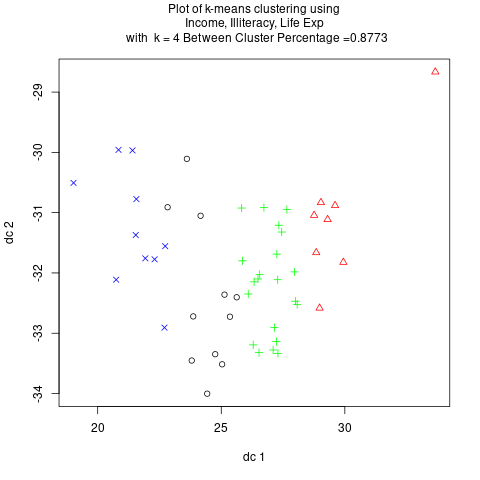 Plot of k-means clustering using
Income, Illiteracy, Life Exp
with  k = 4 Between Cluster Percentage =0.8773
-29
-30
-31
-32
-33
-34
dc 2
20
25
30
dc 1